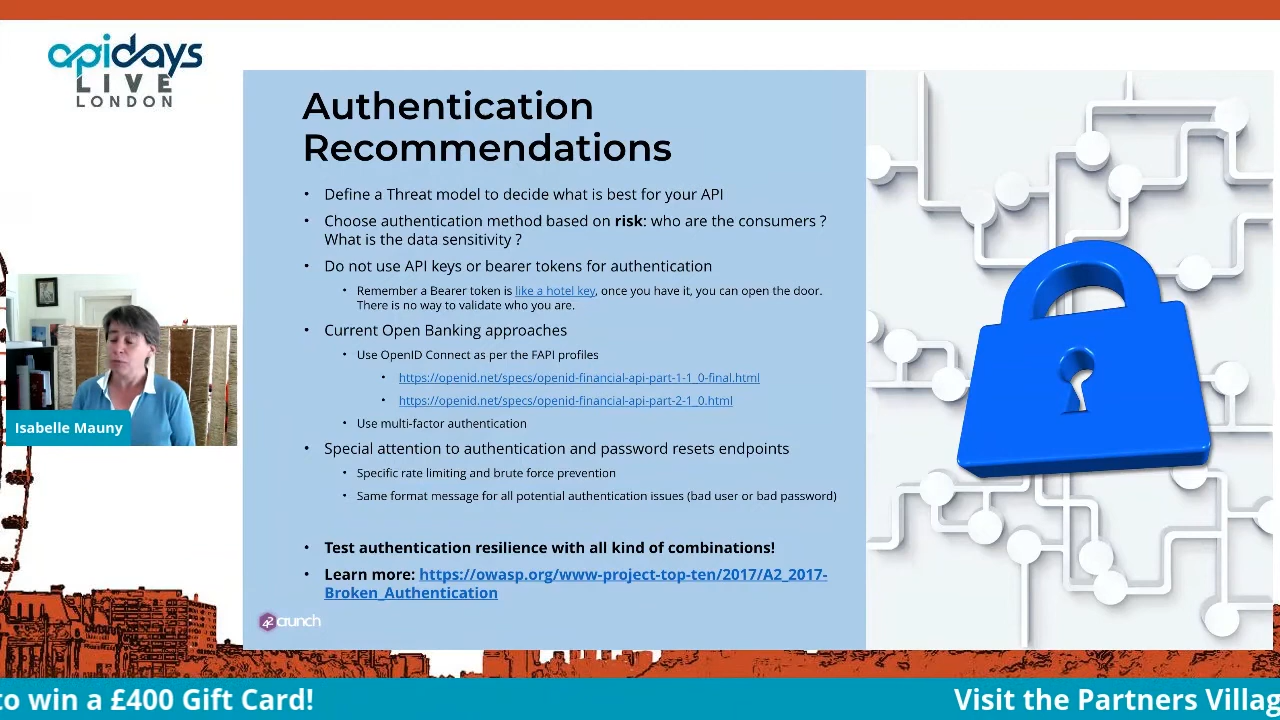 apidays
LIVE
LONDON
Authentication
Recommendations
• Define a Threat model to decide what is best for your API
• Choose authentication method based on risk: who are the consumers ?
What is the data sensitivity ?
• Do not use API keys or bearer tokens for authentication
• Remember a Bearer token is like a hotel key, once you have it, you can open the door.
There is no way to validate who you are.
• Current Open Banking approaches
• Use OpenID Connect as per the FAPI profiles
• https://openid.net/specs/openid-financial-api-part-1-1_0-final.html
• https://openid.net/specs/openid-financial-api-part-2-1_0.html
• Use multi-factor authentication
• Special attention to authentication and password resets endpoints
• Specific rate limiting and brute force prevention
• Same format message for all potential authentication issues (bad user or bad password)
• Test authentication resilience with all kind of combinations!
• Learn more: https://owasp.org/www-project-top-ten/2017/A2_2017-
Broken_Authentication
42 crunch
Isabelle Mauny
to win a £400 Gift Card!
Visit the Partners Villag